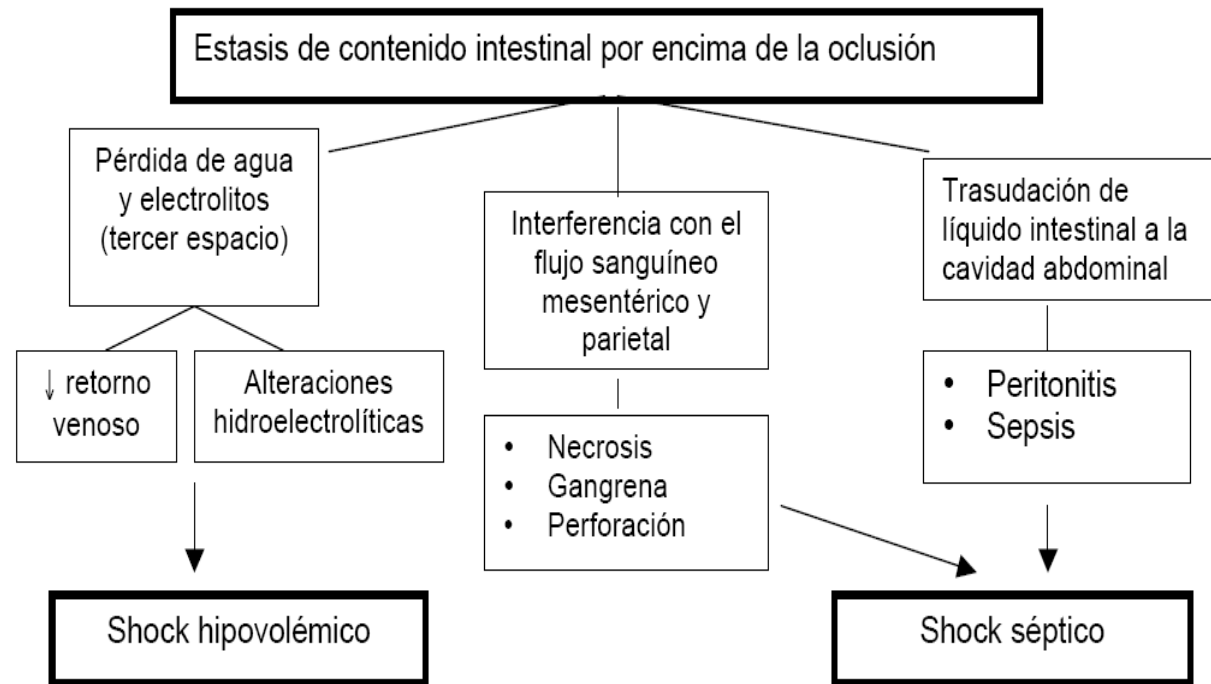 Estasis de contenido intestinal por encima de la oclusión
Pérdida de agua
y electrolitos
(tercer espacio)
Interferencia con el
flujo sanguíneo
mesentérico y
parietal
Trasudación de
líquido intestinal a la
cavidad abdominal
↓ retorno
venoso
Alteraciones
hidroelectrolíticas
• Necrosis
• Gangrena
• Perforación
• Peritonitis
• Sepsis
Shock hipovolémico
Shock séptico